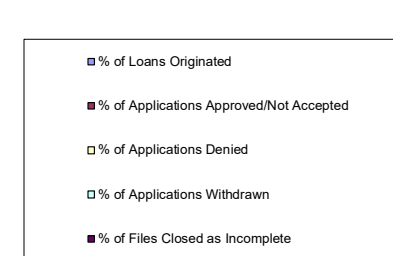 % of Loans Originated
% of Applications Approved/Not Accepted
% of Applications Denied
% of Applications Withdrawn
% of Files Closed as Incomplete